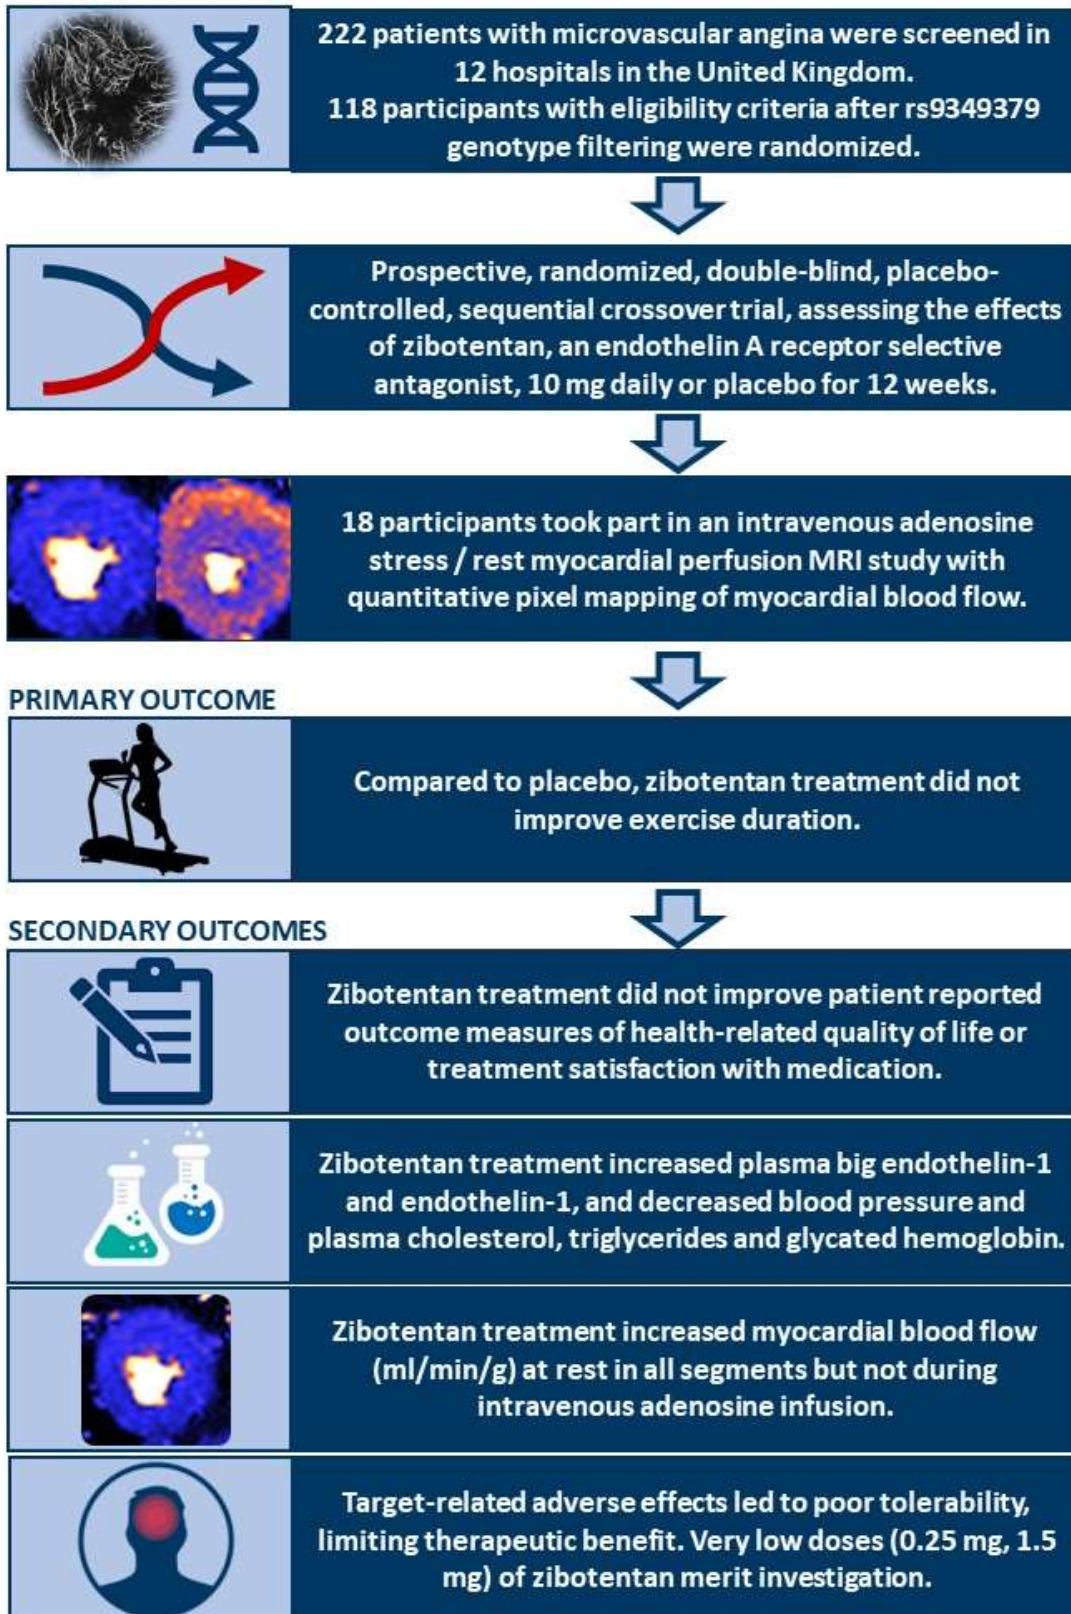 222 patients with microvascular angina were screened in
12 hospitals in the United Kingdom.
118 participants with eligibility criteria after rs9349379
genotype filtering were randomized.
Prospective, randomized, double-blind, placebo-
controlled, sequential crossover trial, assessing the effects
of zibotentan, an endothelin A receptor selective
antagonist, 10 mg daily or placebo for 12 weeks.
18 participants took part in an intravenous adenosine
stress / rest myocardial perfusion MRI study with
quantitative pixel mapping of myocardial blood flow.
PRIMARY OUTCOME
Compared to placebo, zibotentan treatment did not
improve exercise duration.
SECONDARY OUTCOMES
Zibotentan treatment did not improve patient reported
outcome measures of health-related quality of life or
treatment satisfaction with medication.
Zibotentan treatment increased plasma big endothelin-1
and endothelin-1, and decreased blood pressure and
plasma cholesterol, triglycerides and glycated hemoglobin.
Zibotentan treatment increased myocardial blood flow
(ml/min/g) at rest in all segments but not during
intravenous adenosine infusion.
Target-related adverse effects led to poor tolerability,
limiting therapeutic benefit. Very low doses (0.25 mg, 1.5
mg) of zibotentan merit investigation.